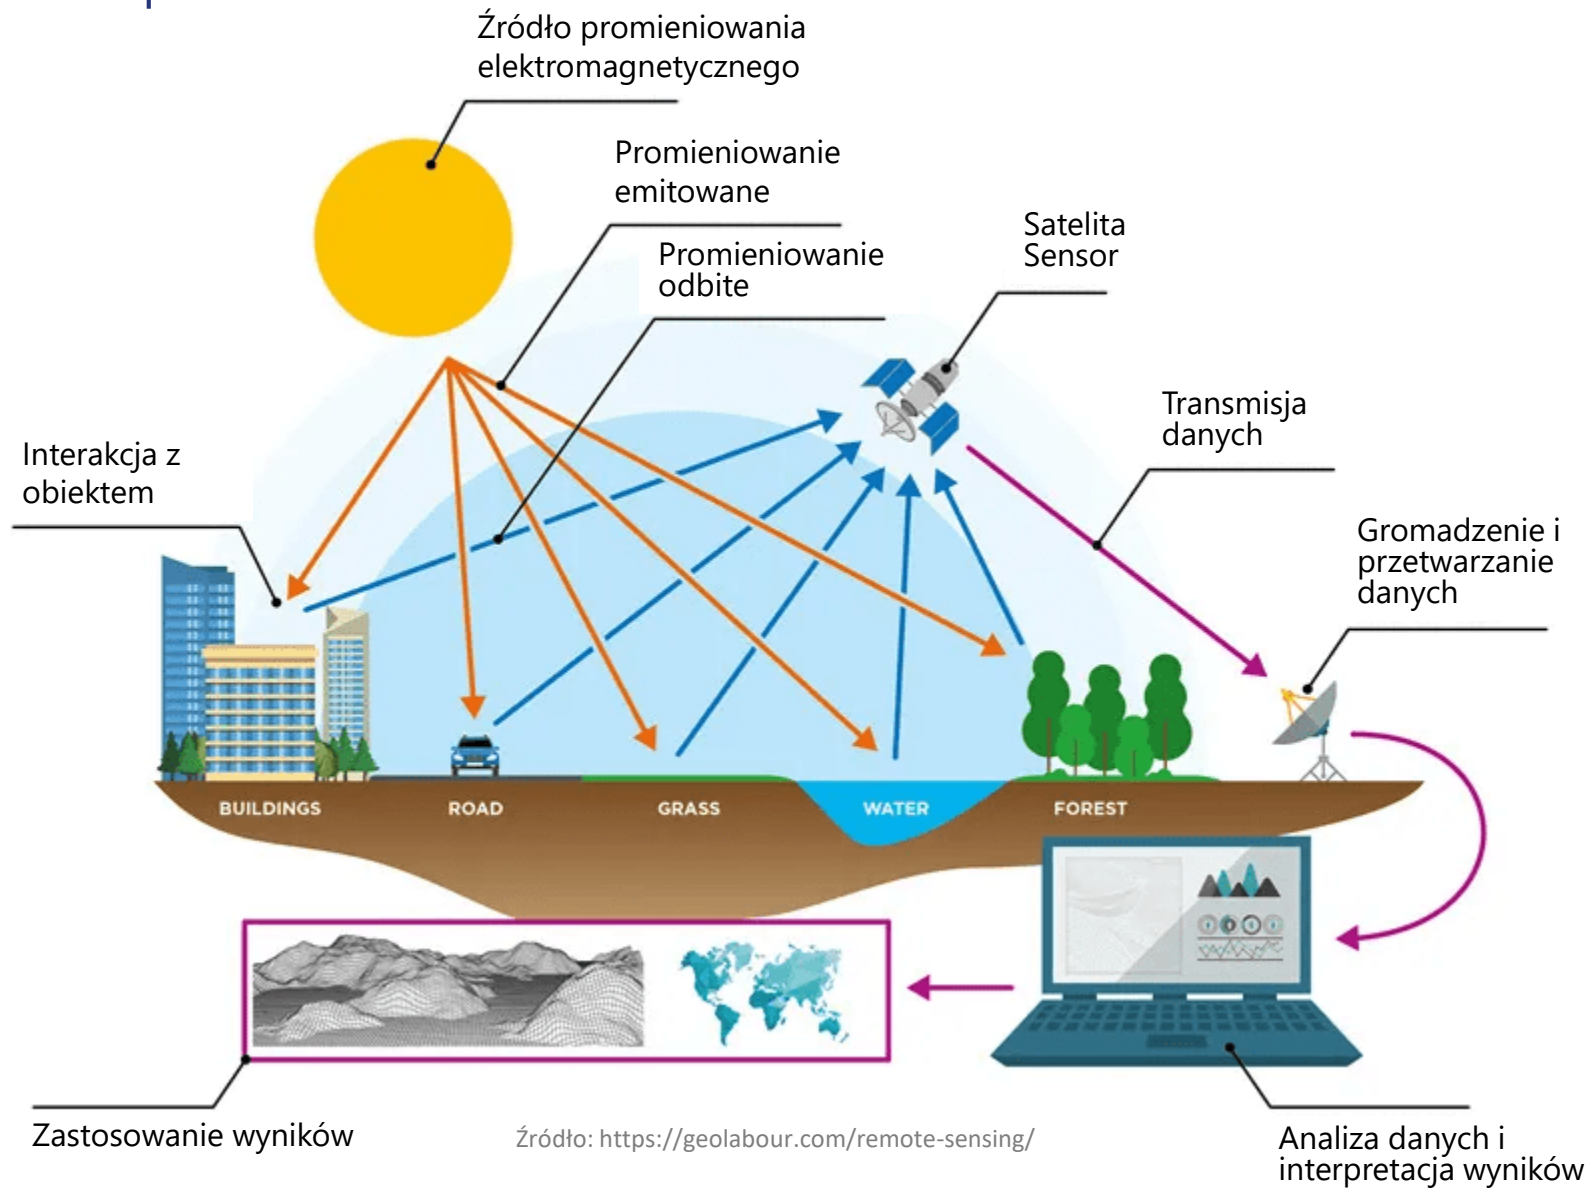 Źródło promieniowania
elektromagnetycznego
Promieniowanie
emitowane
Promieniowanie
odbite
Satelita
Sensor
Transmisja
danych
Interakcja z
obiektem
Gromadzenie i
przetwarzanie
danych
BUILDINGS
ROAD
GRASS
WATER
FOREST
Zastosowanie wyników
Źródło: https://geolabour.com/remote-sensing/
Analiza danych i
interpretacja wyników